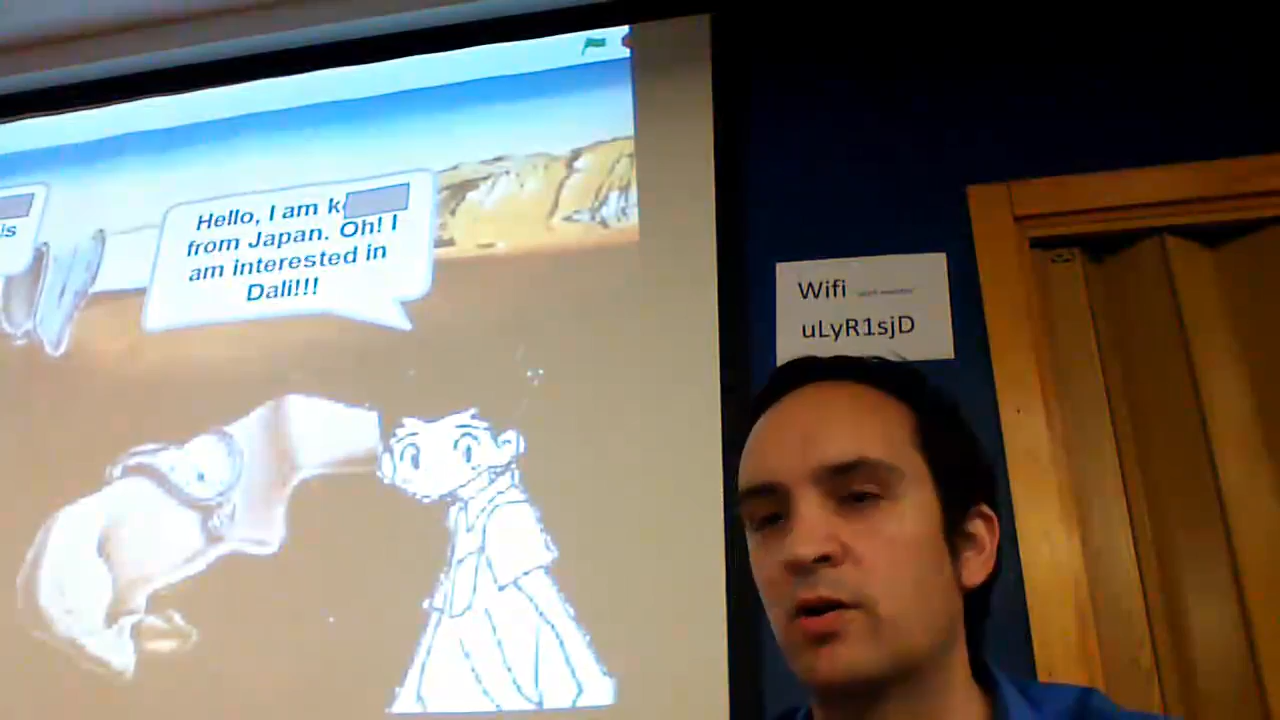 is
Hello, I am k
from Japan. Oh! I
am interested in
Dali!!!
Wifi
uLyR1sjD